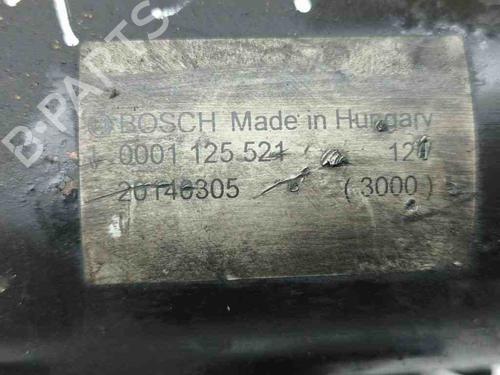 B-PARTS
BOSCH Made in Hungary
0001 125 521 12V
20140305 (3000)